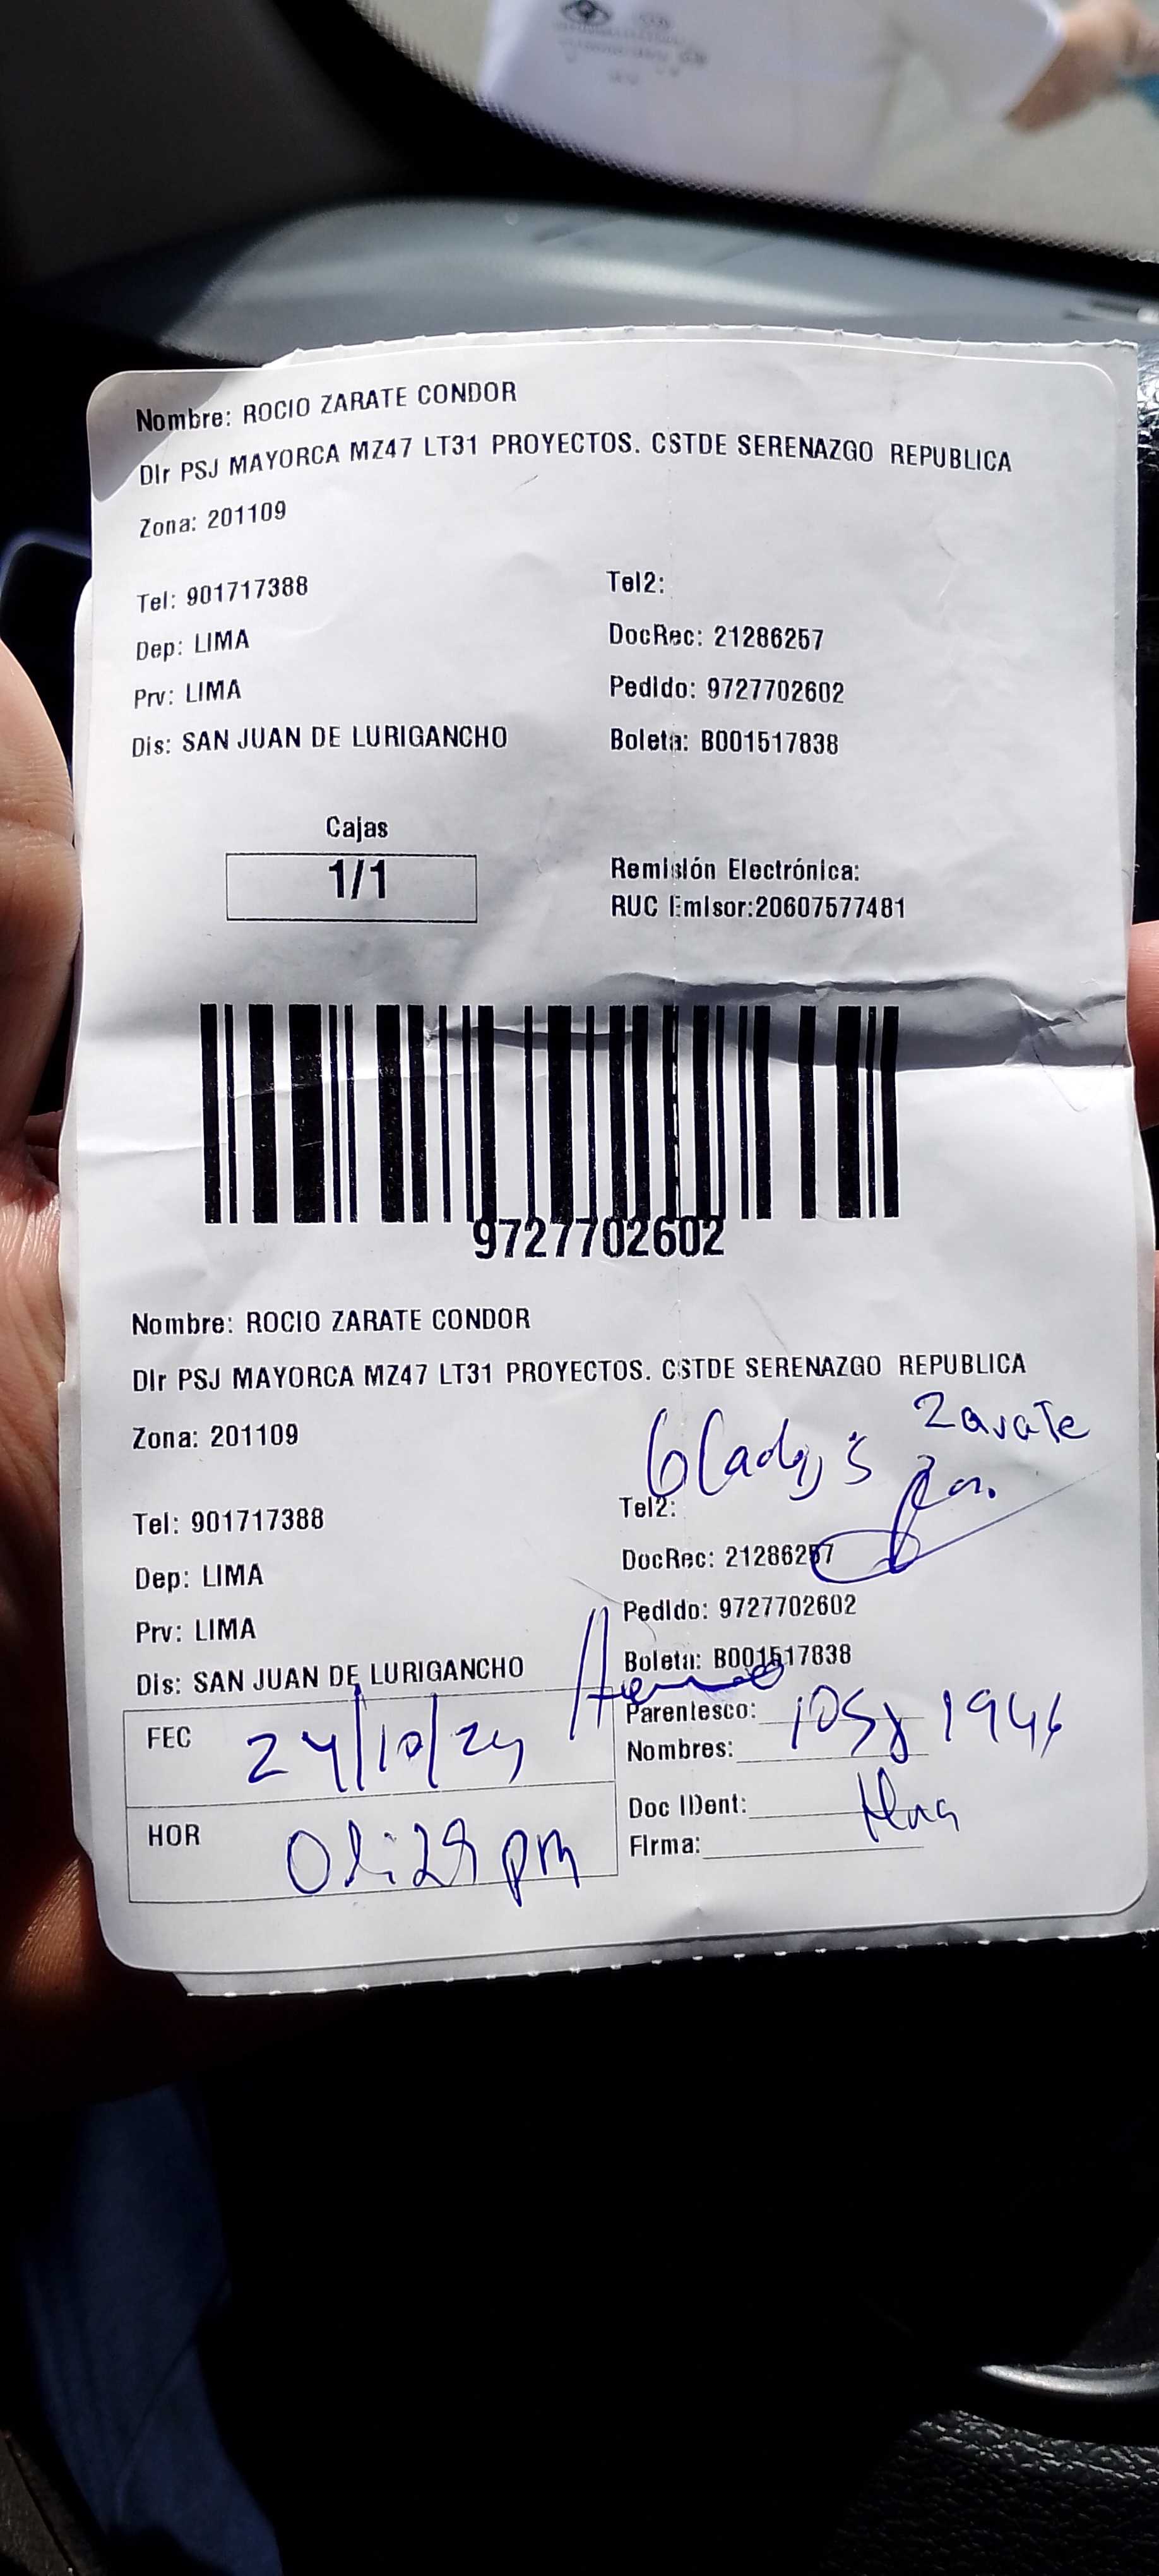 Nombre: ROCIO ZARATE CONDOR
Dir PSJ MAYORCA MZ47 LT31 PROYECTOS. CSTDE SERENAZGO REPUBLICA
Zona: 201109
Tel: 901717388
Tel2:
Dep: LIMA
DocRec: 21286257
Prv: LIMA
Pedido: 9727702602
Dis: SAN JUAN DE LURIGANCHO
Boleta: B001517838
Cajas
1/1
Remisión Electrónica:
RUC Emisor:20607577481
9727702602
Nombre: ROCIO ZARATE CONDOR
Dir PSJ MAYORCA MZ47 LT31 PROYECTOS. CSTDE SERENAZGO REPUBLICA
Zona: 201109
Gladys Zarate
Tel: 901717388
Tel2:
Dep: LIMA
DocRec: 21286257
Prv: LIMA
Pedido: 9727702602
Dis: SAN JUAN DE LURIGANCHO
Boleta: B001517838
FEC 24/10/24
Parentesco:
Nombres:
HOR pm
Doc IDent:
Firma: